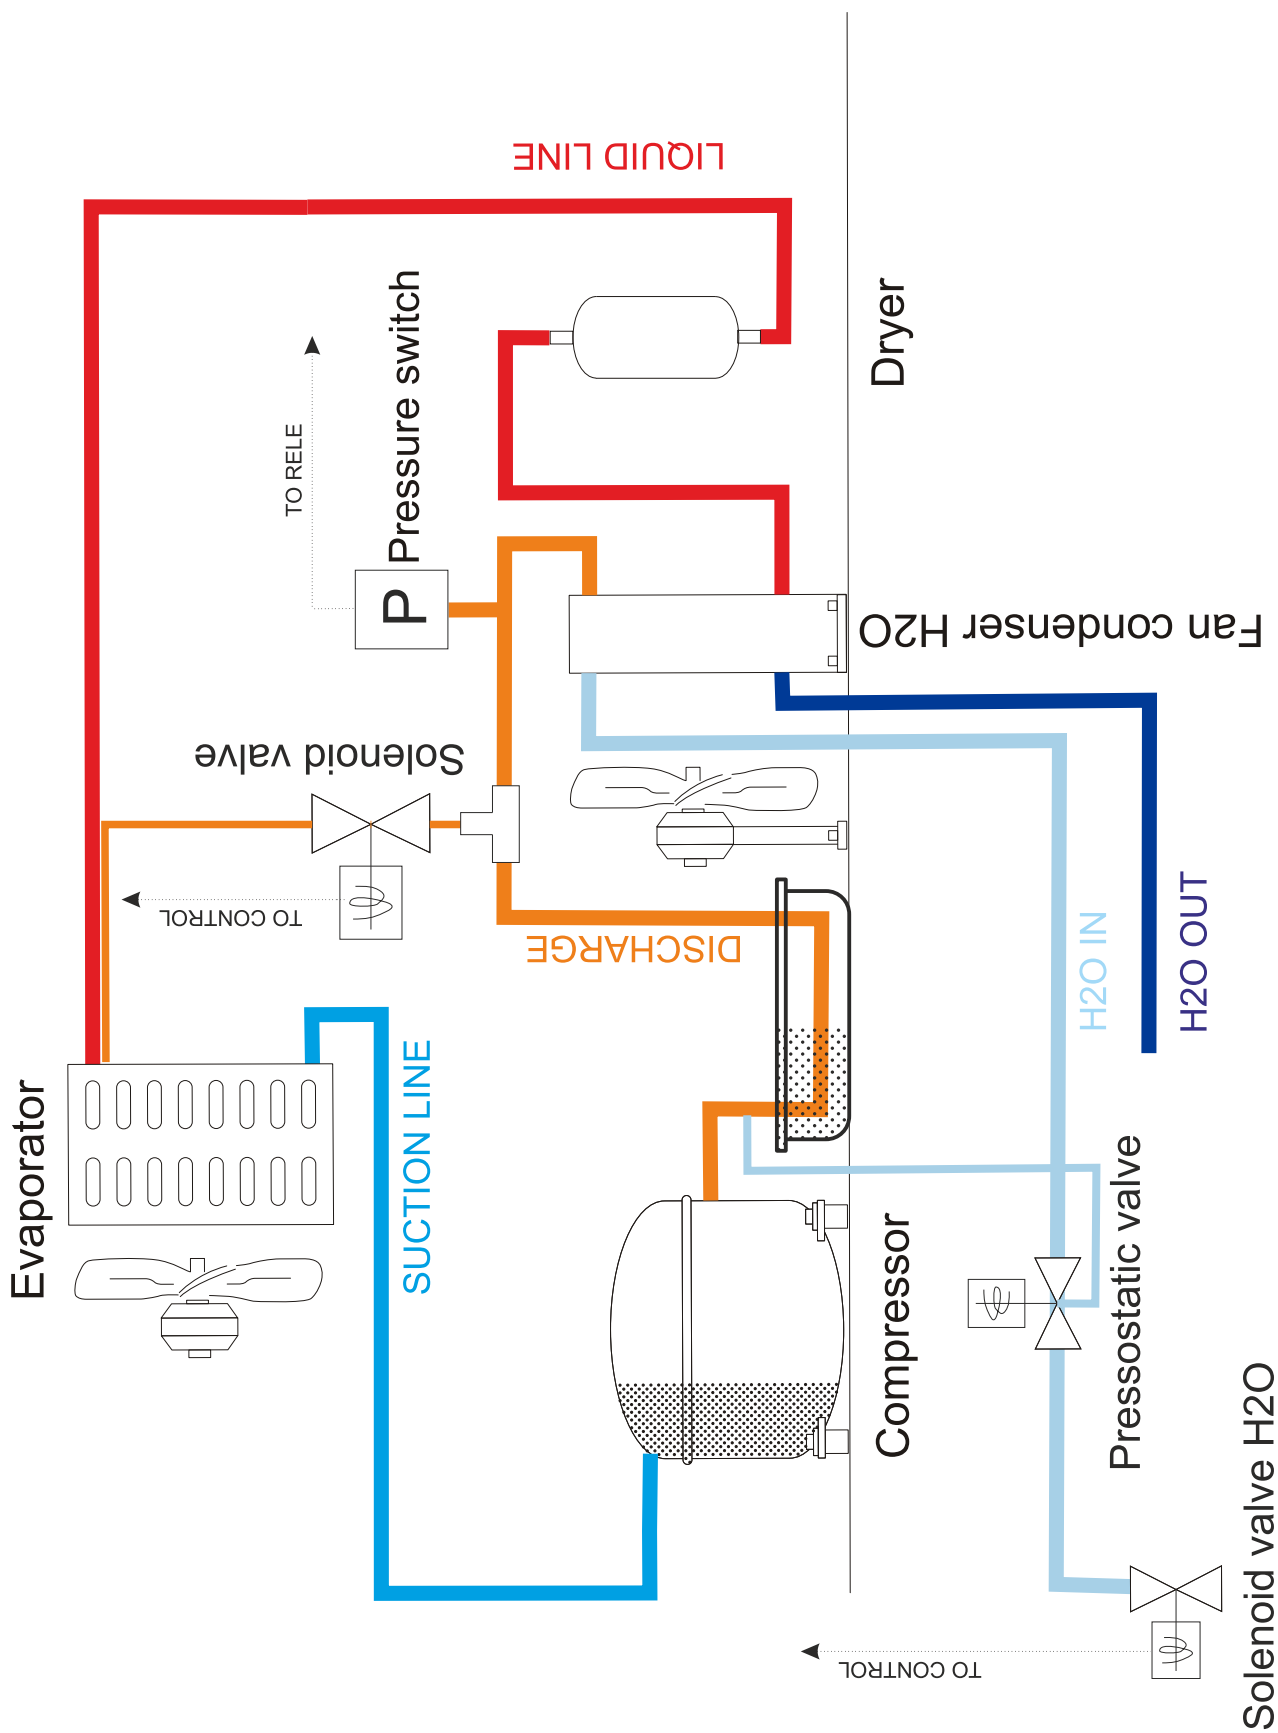 LIQUID LINE
Pressure switch
TO RELE
P
Dryer
Fan condenser H2O
Solenoid valve
TO CONTROL
DISCHARGE
H2O IN
H2O OUT
Evaporator
SUCTION LINE
Compressor
Pressostatic valve
Solenoid valve H2O
TO CONTROL